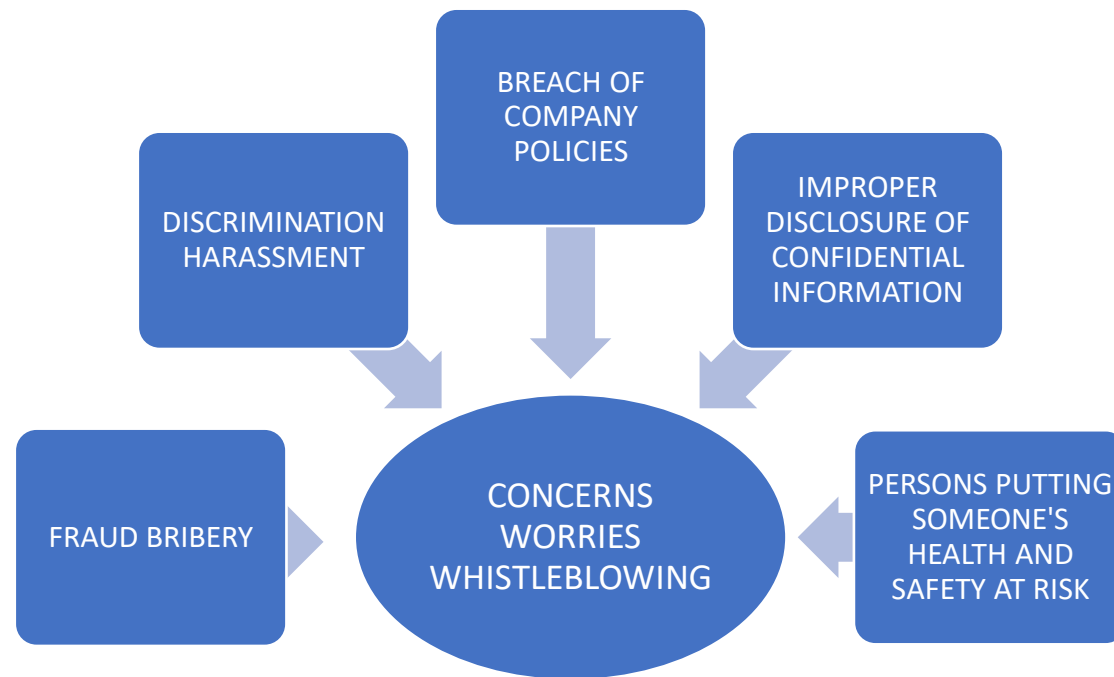 BREACH OF
COMPANY
POLICIES
DISCRIMINATION
HARASSMENT
IMPROPER
DISCLOSURE OF
CONFIDENTIAL
INFORMATION
FRAUD BRIBERY
CONCERNS
WORRIES
WHISTLEBLOWING
PERSONS PUTTING
SOMEONE'S
HEALTH AND
SAFETY AT RISK